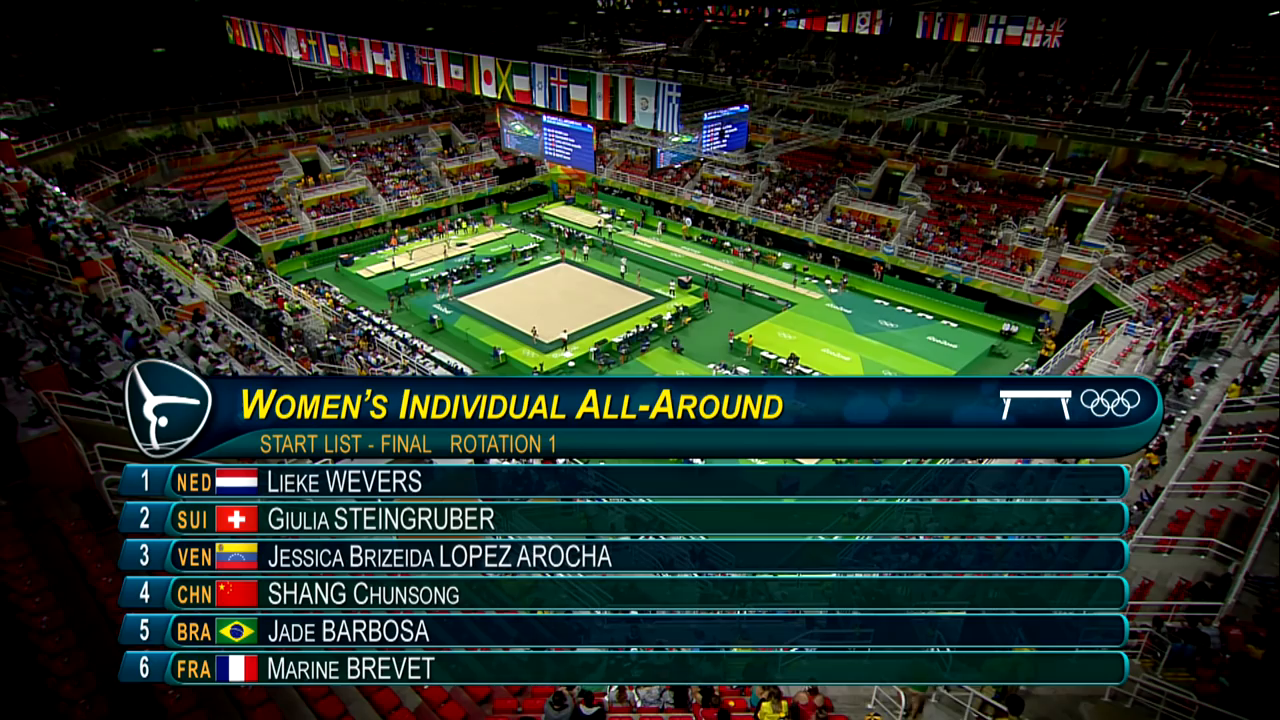 WOMEN'S INDIVIDUAL ALL-AROUND
START LIST - FINAL ROTATION 1
1 NED LIEKE WEVERS
2 SUI GIULIA STEINGRUBER
3 VEN JESSICA BRIZEIDA LOPEZ AROCHA
4 CHN SHANG CHUNSONG
5 BRA JADE BARBOSA
6 FRA MARINE BREVET